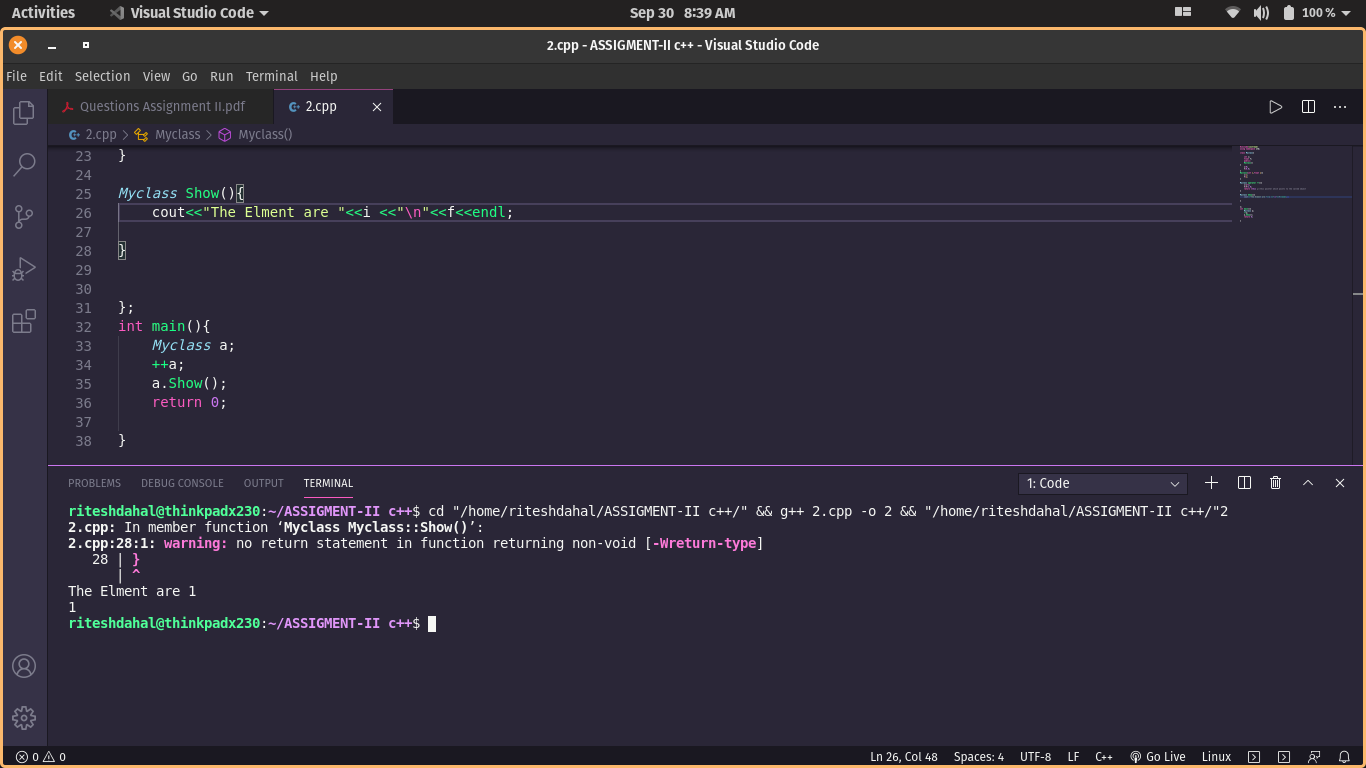 Activities Visual Studio Code Sep 30 8:39 AM 100 %
2.cpp - ASSIGMENT-II c++ - Visual Studio Code
File Edit Selection View Go Run Terminal Help
Questions Assignment II.pdf 2.cpp
2.cpp > Myclass > Myclass()
23 }
24
25 Myclass Show(){
26 cout<<"The Elment are "<<i <<"\n"<<f<<endl;
27
28 }
29
30
31 };
32 int main(){
33 Myclass a;
34 ++a;
35 a.Show();
36 return 0;
37
38 }
PROBLEMS DEBUG CONSOLE OUTPUT TERMINAL 1: Code
riteshdahal@thinkpadx230:~/ASSIGMENT-II c++$ cd "/home/riteshdahal/ASSIGMENT-II c++/" && g++ 2.cpp -o 2 && "/home/riteshdahal/ASSIGMENT-II c++/"2
2.cpp: In member function ‘Myclass Myclass::Show()’:
2.cpp:28:1: warning: no return statement in function returning non-void [-Wreturn-type]
28 | }
| ^
The Elment are 1
1
riteshdahal@thinkpadx230:~/ASSIGMENT-II c++$
0 0 Ln 26, Col 48 Spaces: 4 UTF-8 LF C++ Go Live Linux